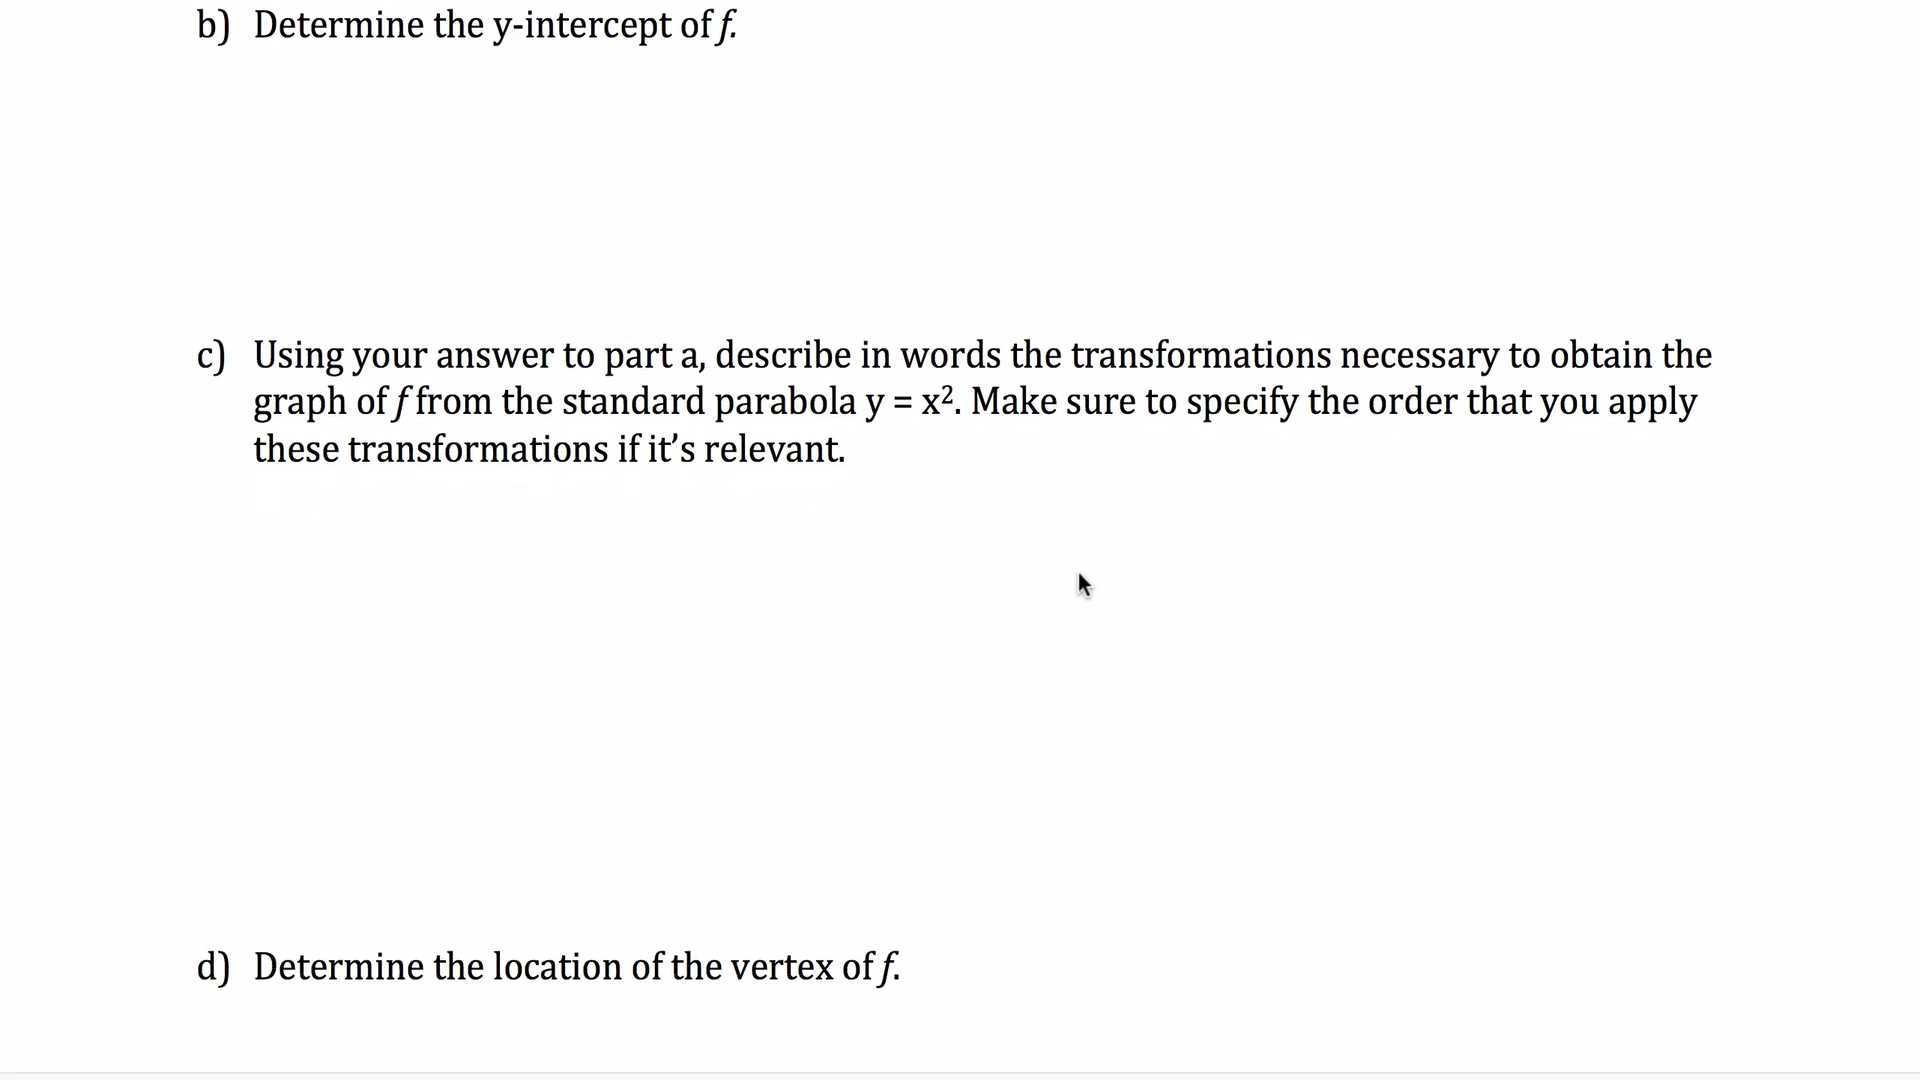 b) Determine the y-intercept of f.
c) Using your answer to part a, describe in words the transformations necessary to obtain the
graph of f from the standard parabola y = x². Make sure to specify the order that you apply
these transformations if it’s relevant.
d) Determine the location of the vertex of f.